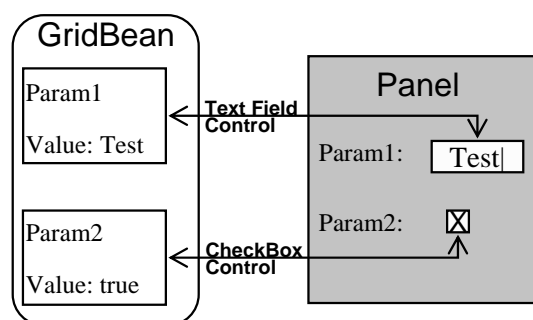 GridBean
Param1
Value: Test
Param2
Value: true
Text Field
Control
CheckBox
Control
Panel
Param1:
Test
Param2:
X